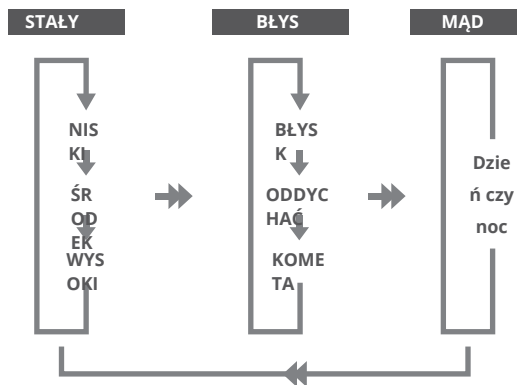 STAŁY
BŁYS
MĄD
NIS
KI
ŚR
OD
EK
WYS
OKI
BŁYS
K
ODDYC
HAĆ
KOME
TA
Dzie
ń czy
noc